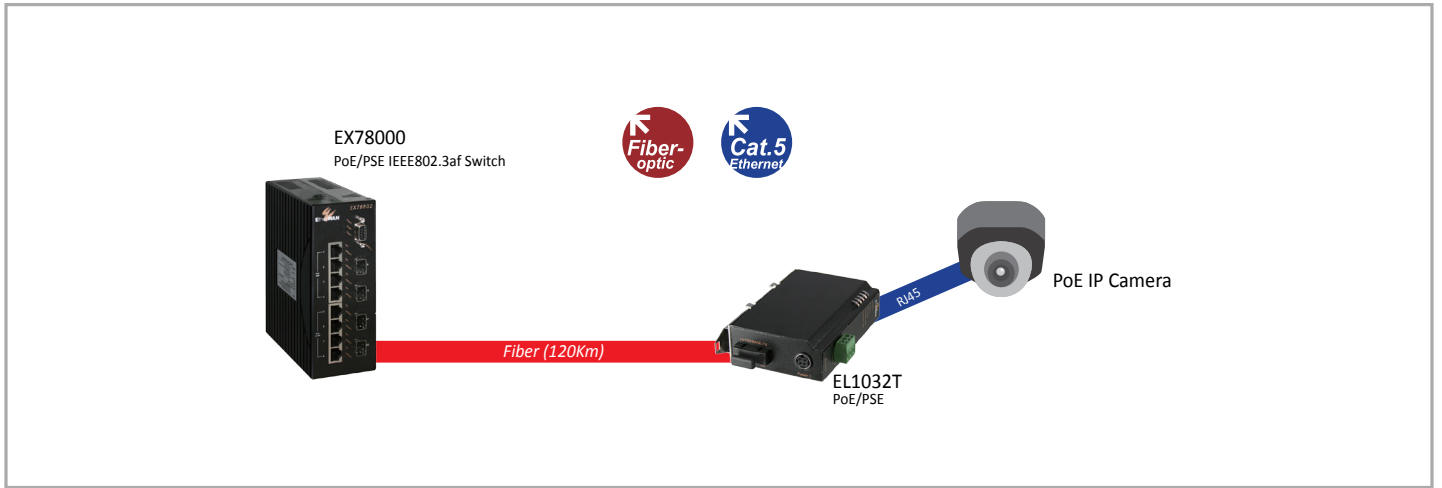 EX78000
PoE/PSE IEEE802.3af Switch
Fiber-
optic
Cat.5
Ethernet
EX78802
RJ45
PoE IP Camera
Fiber (120Km)
EL1032T
PoE/PSE